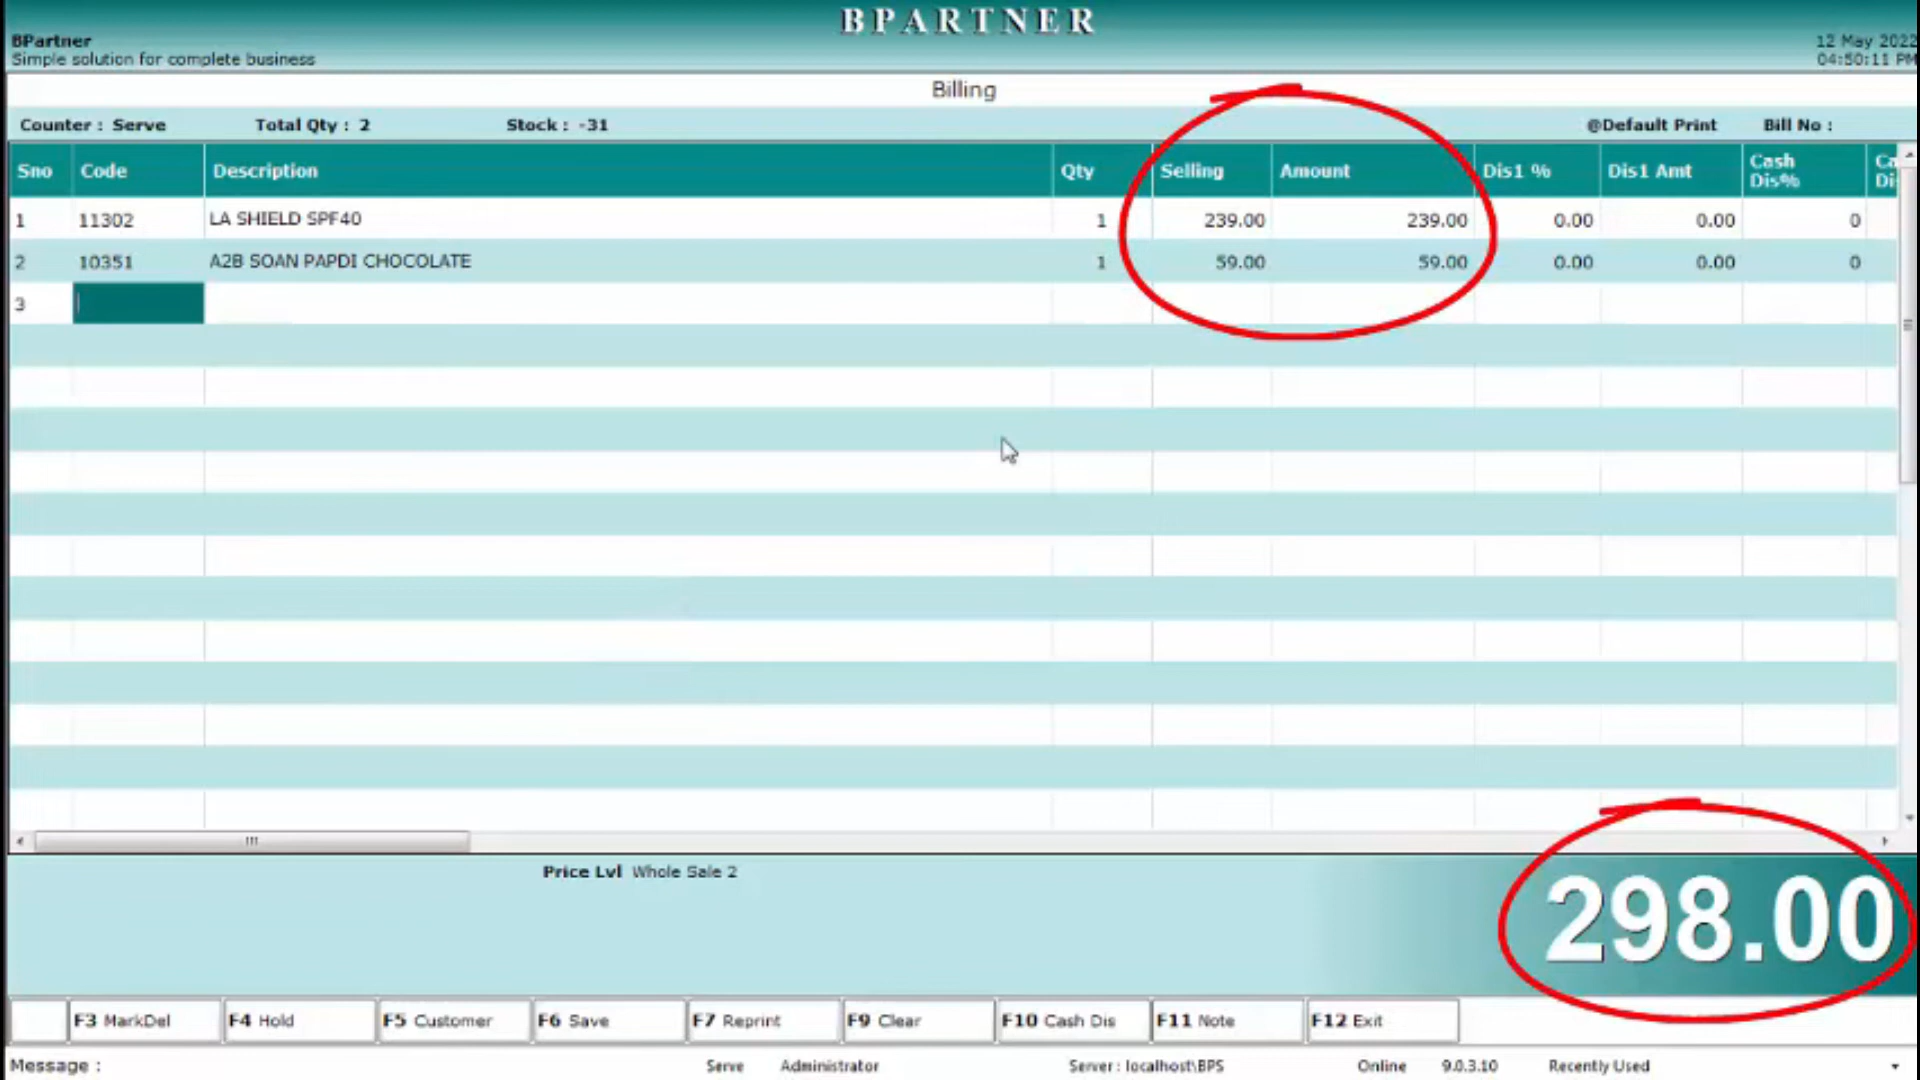 BPARTNER
BPartner
Simple solution for complete business
12 May 2022
04:50:11 PM
Billing
Counter : Serve Total Qty : 2 Stock : -31 @Default Print Bill No :
Sno Code Description Qty Selling Amount Dis1 % Dis1 Amt Cash Dis% Ca Di
1 11302 LA SHIELD SPF40 1 239.00 239.00 0.00 0.00 0
2 10351 A2B SOAN PAPDI CHOCOLATE 1 59.00 59.00 0.00 0.00 0
3
Price Lvl Whole Sale 2
298.00
F3 MarkDel F4 Hold F5 Customer F6 Save F7 Reprint F9 Clear F10 Cash Dis F11 Note F12 Exit
Message : Serve Administrator Server : localhost\BPS Online 9.0.3.10 Recently Used